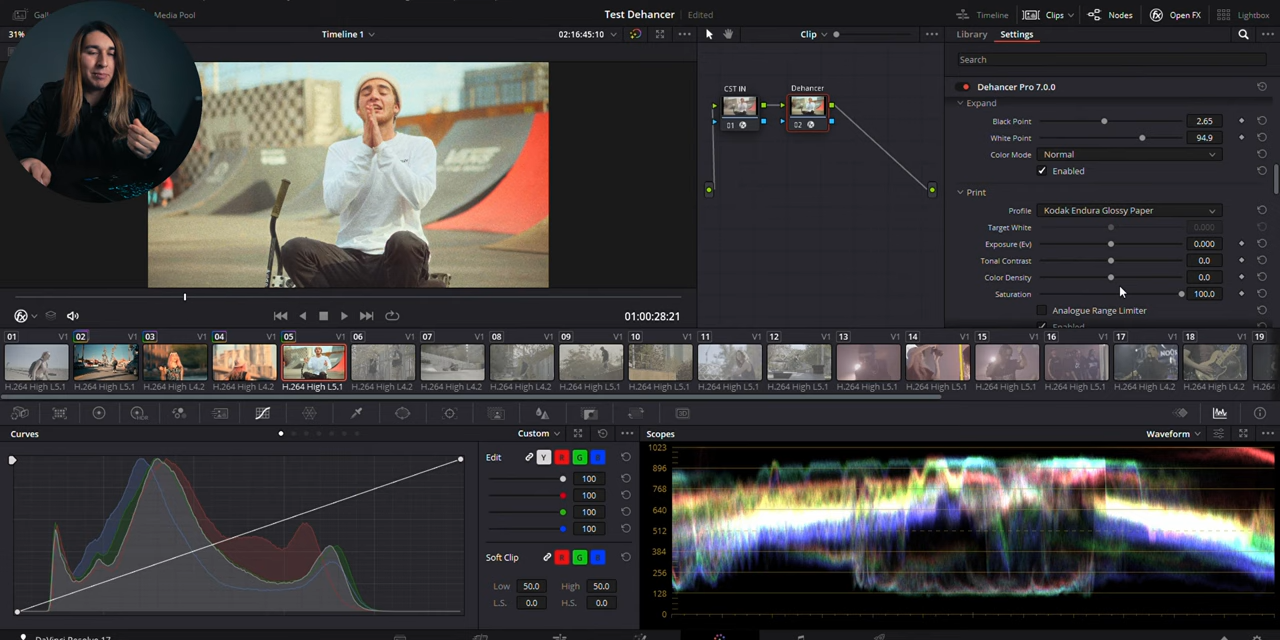 Gall
Media Pool
Test Dehancer
Edited
Timeline
Clips
Nodes
Open FX
Lightbox
31%
Timeline 1
02:16:45:10
Clip
Library
Settings
Search
CST IN
01
Dehancer
02
Dehancer Pro 7.0.0
Expand
Black Point 2.65
White Point 94.9
Color Mode Normal
Enabled
Print
Profile Kodak Endura Glossy Paper
Target White 0.000
Exposure (Ev) 0.000
Tonal Contrast 0.0
Color Density 0.0
Saturation 100.0
Analogue Range Limiter
Enabled
01:00:28:21
01 V1 02 V1 03 V1 04 V1 05 V1 06 V1 07 V1 08 V1 09 V1 10 V1 11 V1 12 V1 13 V1 14 V1 15 V1 16 V1 17 V1 18 V1 19
H.264 High L5.1 H.264 High L5.1 H.264 High L4.2 H.264 High L4.2 H.264 High L5.1 H.264 High L5.1 H.264 High L5.1 H.264 High L5.1 H.264 High L5.1 H.264 High L5.1 H.264 High L5.1 H.264 High L5.1 H.264 High L5.1 H.264 High L5.1 H.264 High L5.1 H.264 High L5.1 H.264 High L4.2 H.264 High L4.2 H.264
Curves
Custom
Edit Y R G B
100
100
100
100
Soft Clip R G B
Low 50.0 High 50.0
L.S. 0.0 H.S. 0.0
Scopes
Waveform
1023
896
768
640
512
384
256
128
0
DaVinci Resolve 17